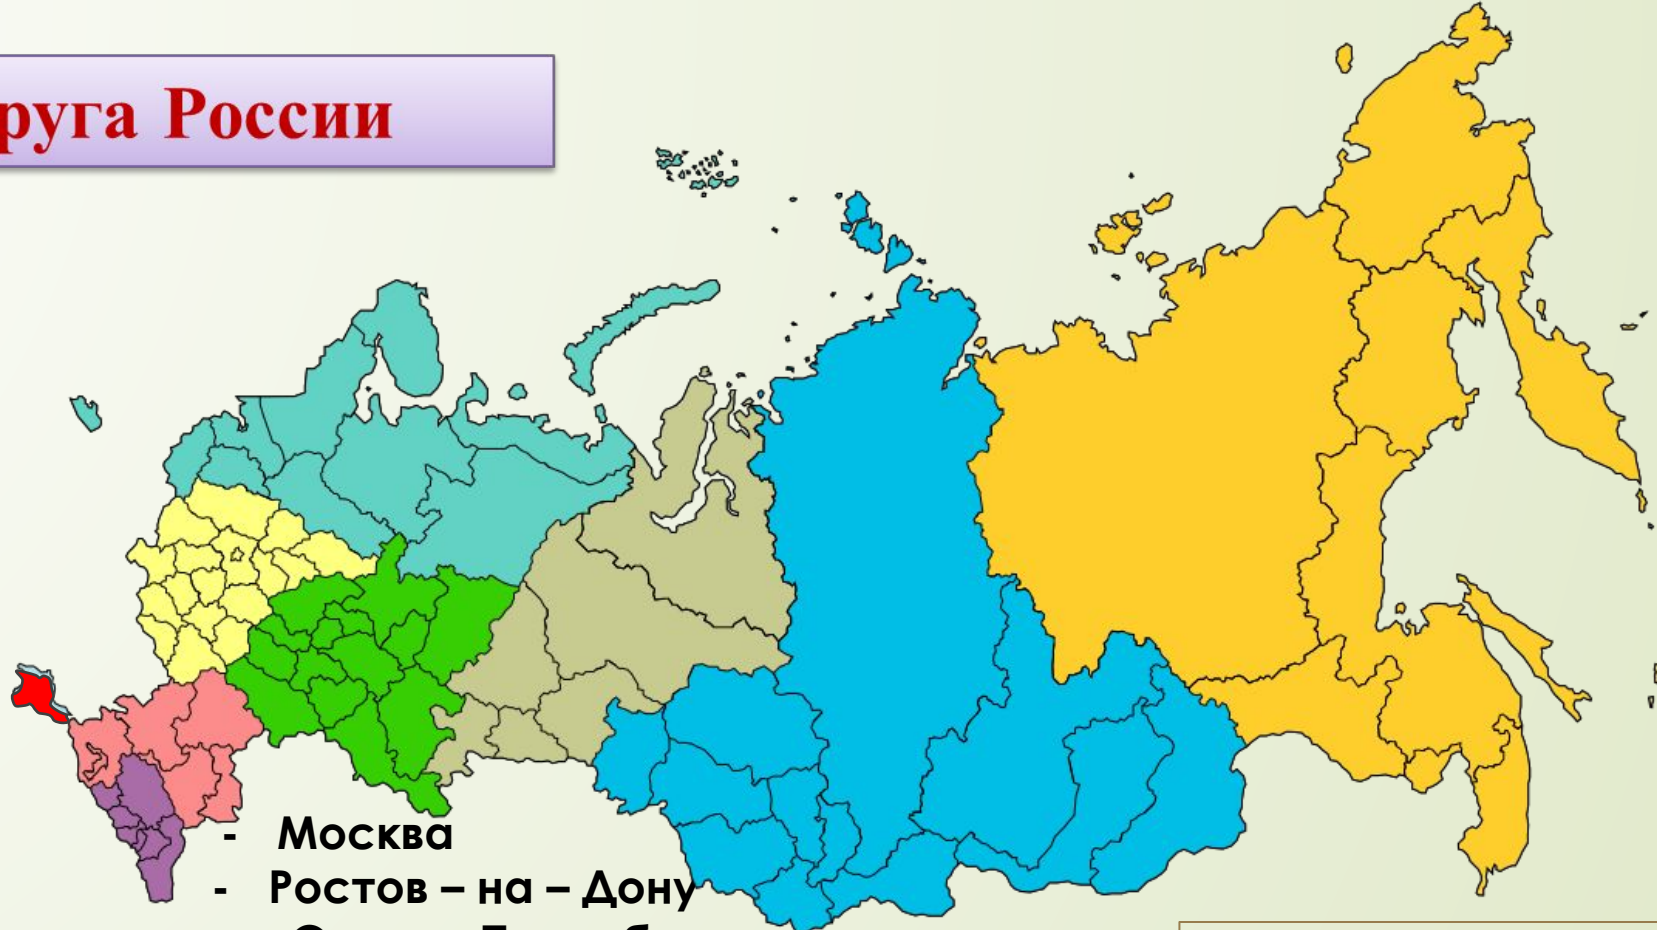 руга России
- Москва
- Ростов – на – Дону